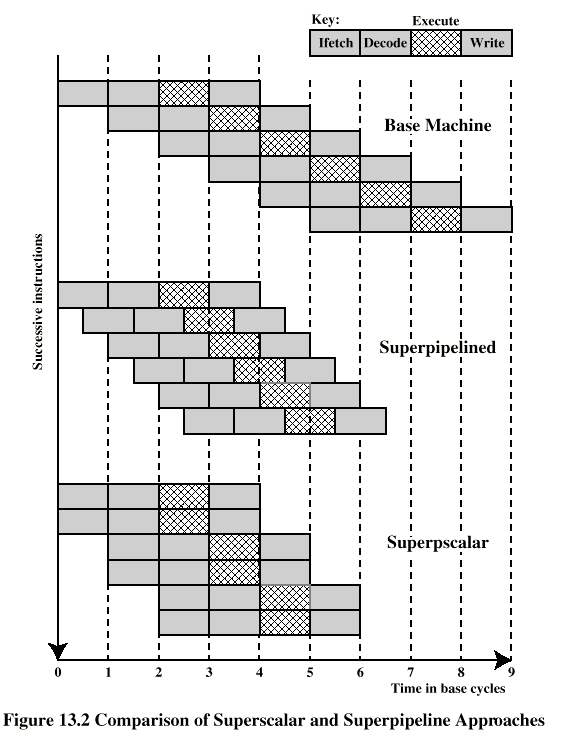 Key:
Execute
Ifetch Decode Write
Base Machine
Successive instructions
Superpipelined
Superpscalar
0 1 2 3 4 5 6 7 8 9
Time in base cycles
Figure 13.2 Comparison of Superscalar and Superpipeline Approaches